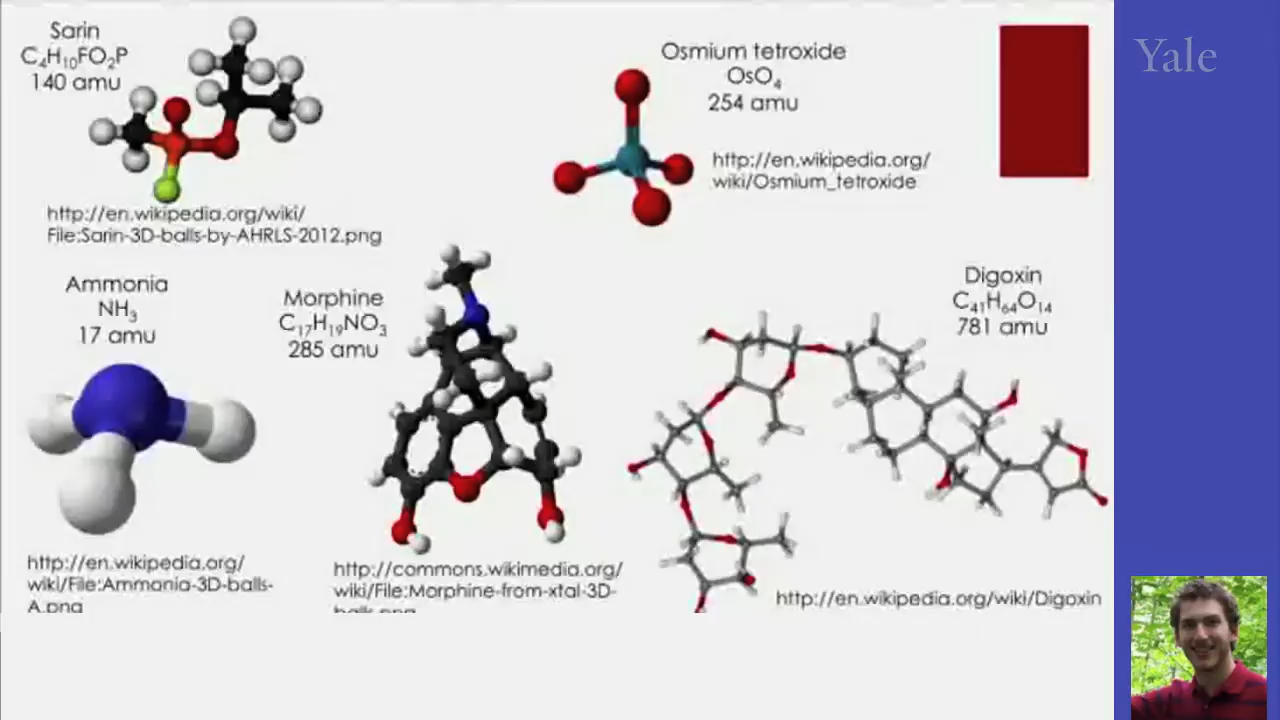 Sarin
C₄H₁₀FO₂P
140 amu
http://en.wikipedia.org/wiki/
File:Sarin-3D-balls-by-AHRLS-2012.png
Osmium tetroxide
OsO₄
254 amu
http://en.wikipedia.org/
wiki/Osmium_tetroxide
Yale
Ammonia
NH₃
17 amu
http://en.wikipedia.org/
wiki/File:Ammonia-3D-balls-
A.png
Morphine
C₁₇H₁₉NO₃
285 amu
http://commons.wikimedia.org/
wiki/File:Morphine-from-xtal-3D-
balls.png
Digoxin
C₄₁H₆₄O₁₄
781 amu
http://en.wikipedia.org/wiki/Digoxin